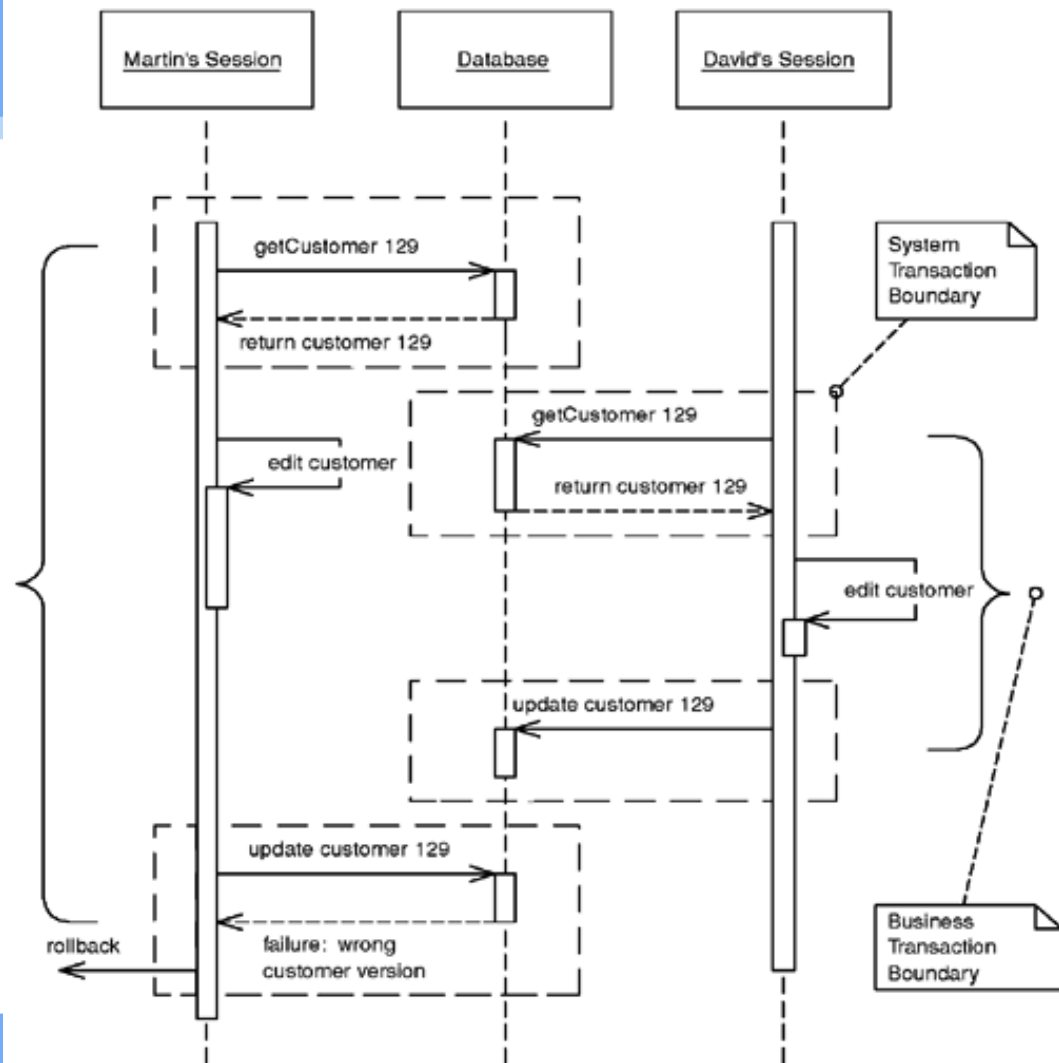 Martin's Session
Database
David's Session
getCustomer 129
System
Transaction
Boundary
return customer 129
getCustomer 129
edit customer
return customer 129
edit customer
update customer 129
update customer 129
Business
Transaction
Boundary
rollback
failure: wrong
customer version